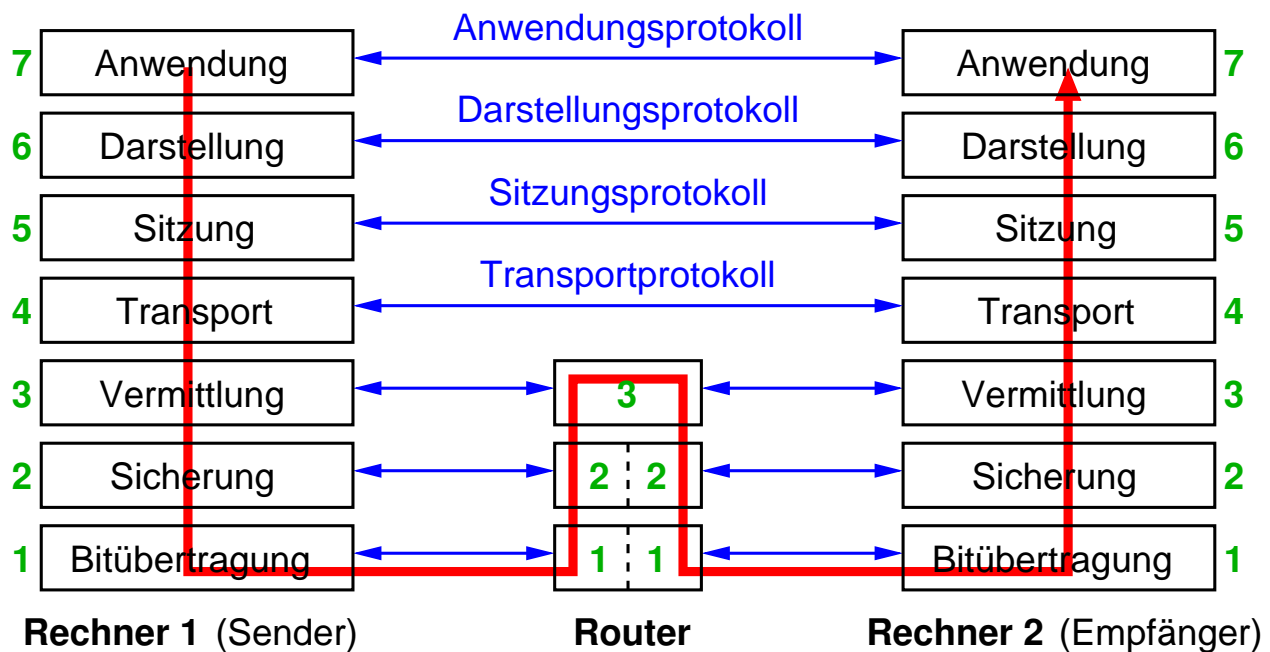 Anwendungsprotokoll
7 Anwendung Anwendung 7
Darstellungsprotokoll
6 Darstellung Darstellung 6
Sitzungsprotokoll
5 Sitzung Sitzung 5
Transportprotokoll
4 Transport Transport 4
3 Vermittlung 3 Vermittlung 3
2 Sicherung 2 2 Sicherung 2
1 Bitübertragung 1 1 Bitübertragung 1
Rechner 1 (Sender) Router Rechner 2 (Empfänger)